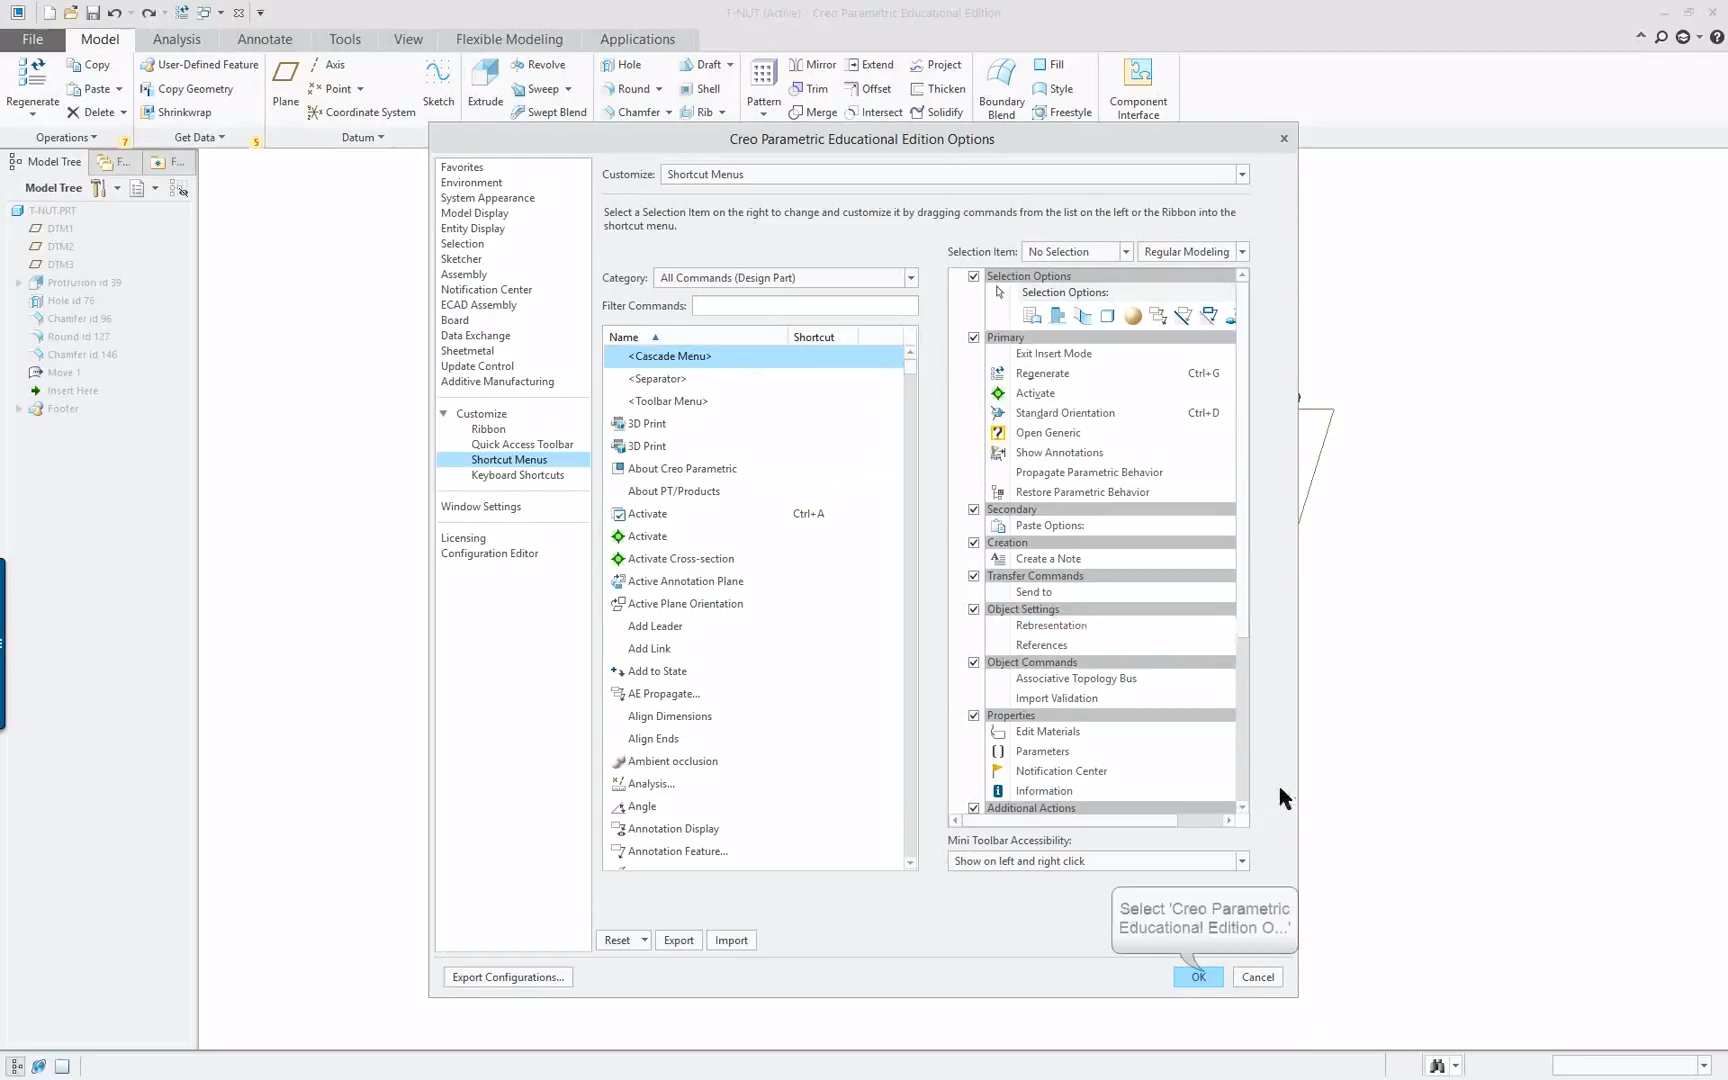 T-NUT (Active) - Creo Parametric Educational Edition
File
Model
Analysis
Annotate
Tools
View
Flexible Modeling
Applications
Regenerate
Copy
Paste
Delete
User-Defined Feature
Copy Geometry
Shrinkwrap
Plane
Axis
Point
Coordinate System
Sketch
Extrude
Revolve
Sweep
Swept Blend
Hole
Round
Chamfer
Draft
Shell
Rib
Pattern
Mirror
Trim
Merge
Extend
Offset
Intersect
Project
Thicken
Solidify
Boundary
Blend
Fill
Style
Freestyle
Component
Interface
Operations
7
Get Data
5
Datum
Model Tree
F...
F...
Model Tree
T-NUT.PRT
DTM1
DTM2
DTM3
Protrusion id 39
Hole id 76
Chamfer id 96
Round id 127
Chamfer id 146
Move 1
Insert Here
Footer
Creo Parametric Educational Edition Options
Favorites
Environment
System Appearance
Model Display
Entity Display
Selection
Sketcher
Assembly
Notification Center
ECAD Assembly
Board
Data Exchange
Sheetmetal
Update Control
Additive Manufacturing
Customize
Ribbon
Quick Access Toolbar
Shortcut Menus
Keyboard Shortcuts
Window Settings
Licensing
Configuration Editor
Customize: Shortcut Menus
Select a Selection Item on the right to change and customize it by dragging commands from the list on the left or the Ribbon into the
shortcut menu.
Selection Item: No Selection Regular Modeling
Category: All Commands (Design Part)
Filter Commands:
Name Shortcut
<Cascade Menu>
<Separator>
<Toolbar Menu>
3D Print
3D Print
About Creo Parametric
About PT/Products
Activate Ctrl+A
Activate
Activate Cross-section
Active Annotation Plane
Active Plane Orientation
Add Leader
Add Link
Add to State
AE Propagate...
Align Dimensions
Align Ends
Ambient occlusion
Analysis...
Angle
Annotation Display
Annotation Feature...
Selection Options
Selection Options:
Primary
Exit Insert Mode
Regenerate Ctrl+G
Activate
Standard Orientation Ctrl+D
Open Generic
Show Annotations
Propagate Parametric Behavior
Restore Parametric Behavior
Secondary
Paste Options:
Creation
Create a Note
Transfer Commands
Send to
Object Settings
Representation
References
Object Commands
Associative Topology Bus
Import Validation
Properties
Edit Materials
Parameters
Notification Center
Information
Additional Actions
Mini Toolbar Accessibility:
Show on left and right click
Select 'Creo Parametric
Educational Edition O...'
Reset
Export
Import
Export Configurations...
OK
Cancel